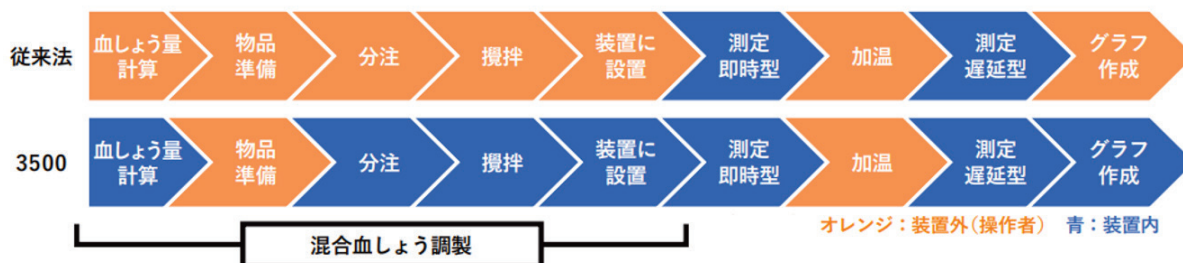 従来法
血しょう量
計算
物品
準備
分注
攪拌
装置に
設置
測定
即時型
加温
測定
遅延型
グラフ
作成
3500
血しょう量
計算
物品
準備
分注
攪拌
装置に
設置
測定
即時型
加温
測定
遅延型
グラフ
作成
混合血しょう調製
オレンジ：装置外（操作者） 青：装置内